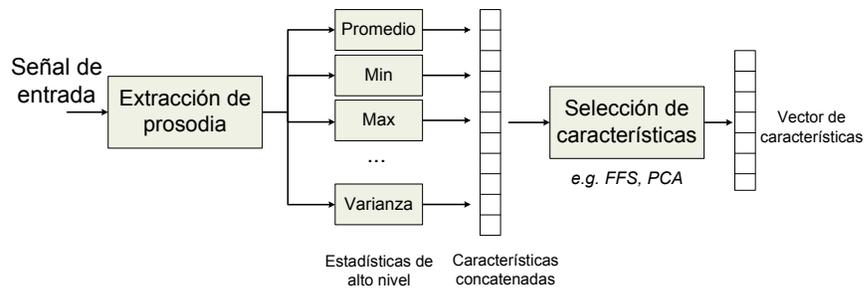 Señal de
entrada
Extracción de
prosodia
Promedio
Min
Max
...
Varianza
Estadísticas de
alto nivel
Características
concatenadas
Selección de
características
e.g. FFS, PCA
Vector de
características